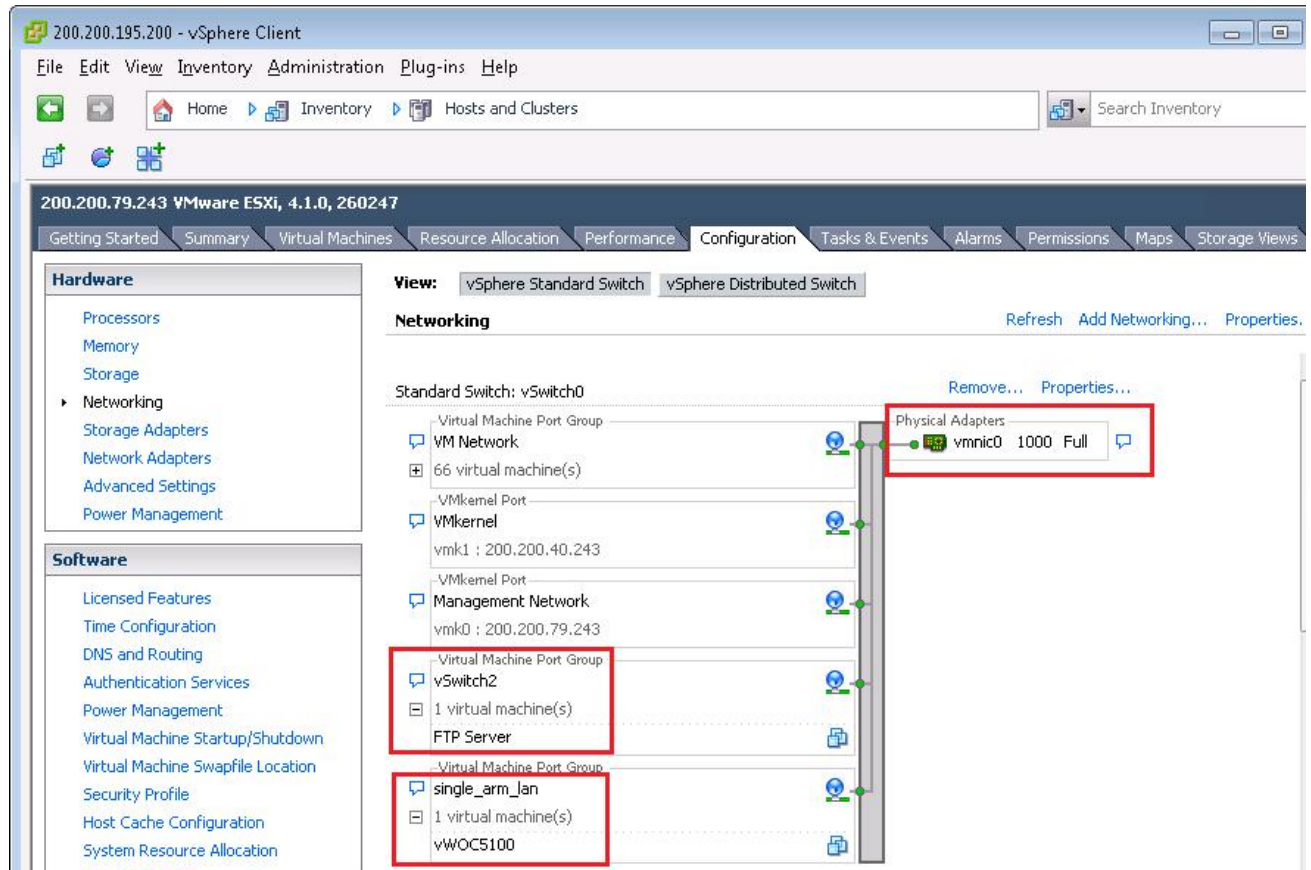 200.200.195.200 - vSphere Client
File Edit View Inventory Administration Plug-ins Help
Home Inventory Hosts and Clusters Search Inventory
200.200.79.243 VMware ESXi, 4.1.0, 260247
Getting Started Summary Virtual Machines Resource Allocation Performance Configuration Tasks & Events Alarms Permissions Maps Storage Views
Hardware
Processors
Memory
Storage
Networking
Storage Adapters
Network Adapters
Advanced Settings
Power Management
Software
Licensed Features
Time Configuration
DNS and Routing
Authentication Services
Power Management
Virtual Machine Startup/Shutdown
Virtual Machine Swapfile Location
Security Profile
Host Cache Configuration
System Resource Allocation
View: vSphere Standard Switch vSphere Distributed Switch
Networking Refresh Add Networking... Properties.
Standard Switch: vSwitch0 Remove... Properties...
Virtual Machine Port Group
VM Network
66 virtual machine(s)
Physical Adapters
vmnic0 1000 Full
VMkernel Port
VMkernel
vmk1 : 200.200.40.243
VMkernel Port
Management Network
vmk0 : 200.200.79.243
Virtual Machine Port Group
vSwitch2
1 virtual machine(s)
FTP Server
Virtual Machine Port Group
single_arm_lan
1 virtual machine(s)
vWOC5100